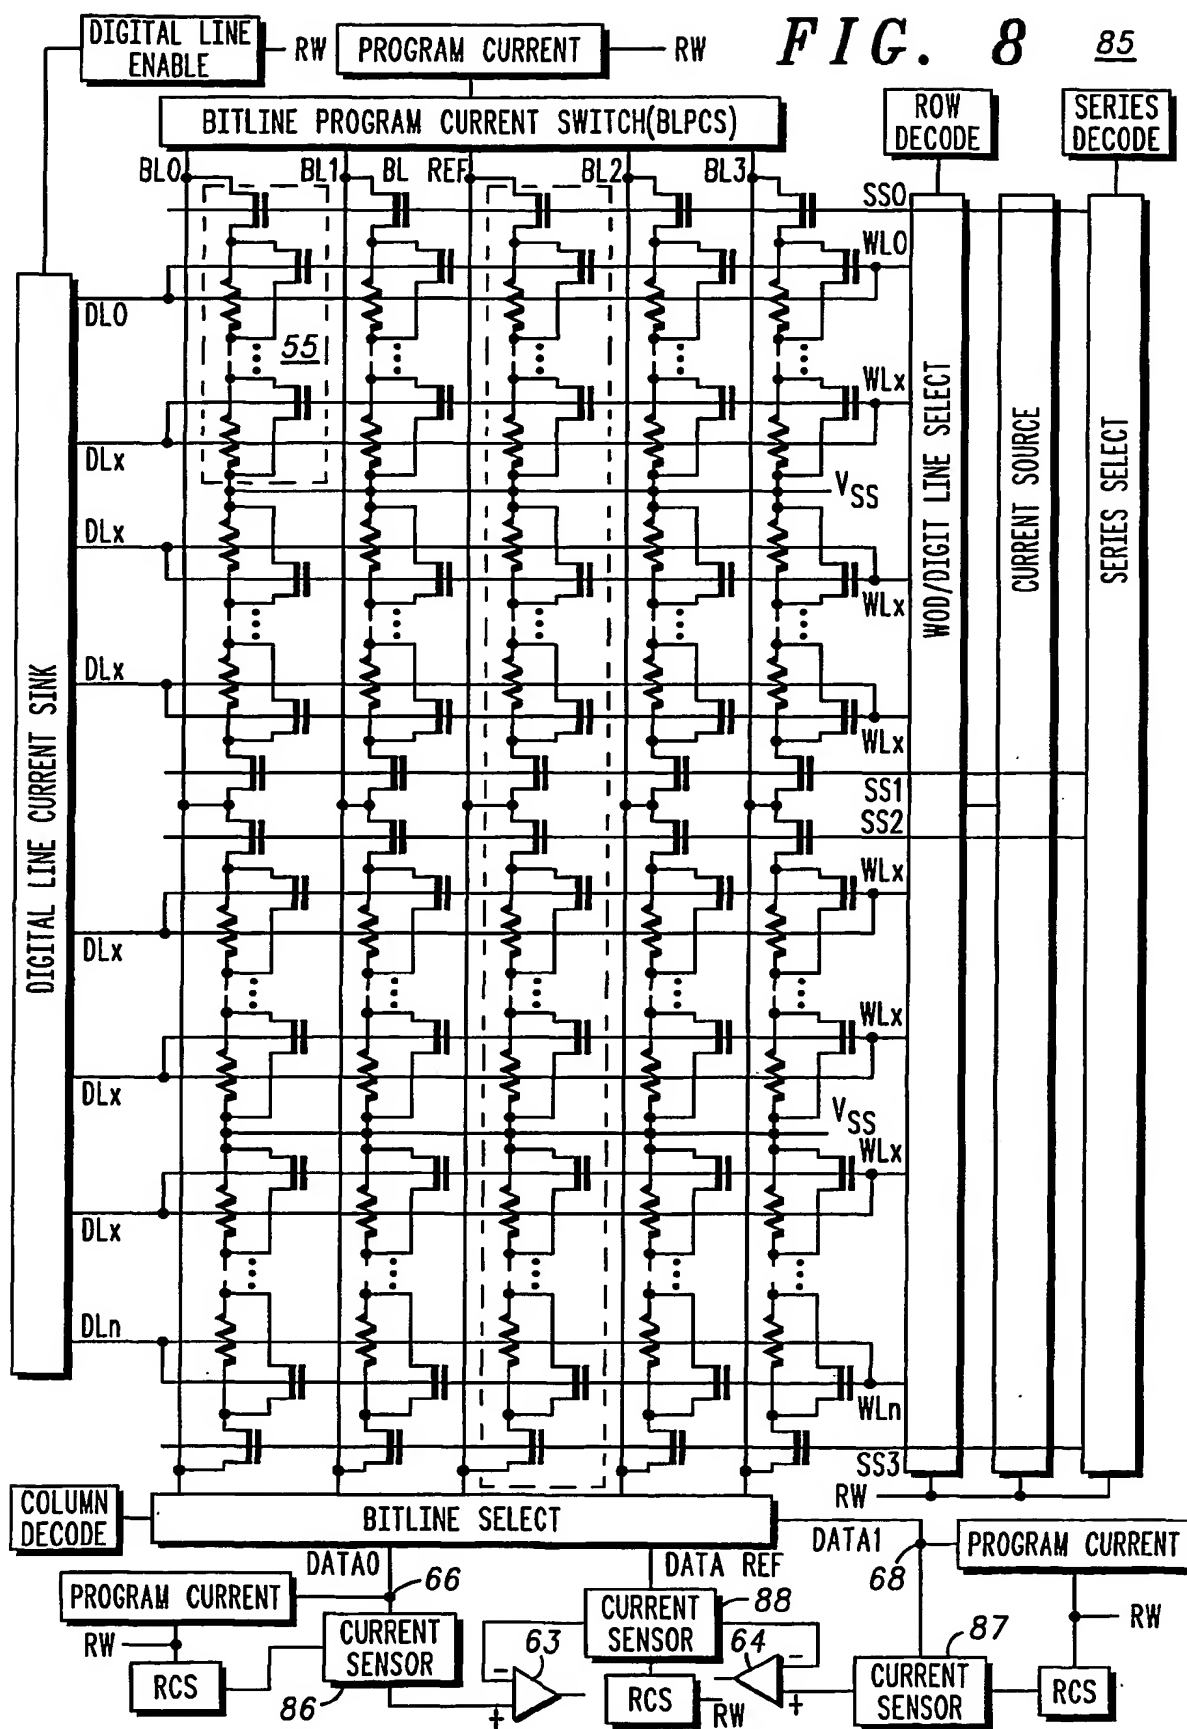 FIG. 8
85
DIGITAL LINE
ENABLE
RW
PROGRAM CURRENT
RW
BITLINE PROGRAM CURRENT SWITCH(BLPCS)
ROW
DECODE
SERIES
DECODE
BL0
BL1
BL REF
BL2
BL3
SS0
WL0
DL0
55
WLx
DLx
VSS
DLx
WLx
DLx
WLx
SS1
SS2
WLx
DLx
WLx
DLx
VSS
WLx
DLx
DLn
WLn
SS3
DIGITAL LINE CURRENT SINK
WOD/DIGIT LINE SELECT
CURRENT SOURCE
SERIES SELECT
RW
COLUMN
DECODE
BITLINE SELECT
DATA0
DATA REF
DATA1
66
68
PROGRAM CURRENT
PROGRAM CURRENT
RW
RCS
CURRENT
SENSOR
86
63
-
+
CURRENT
SENSOR
88
RCS
RW
64
-
+
87
CURRENT
SENSOR
RW
RCS